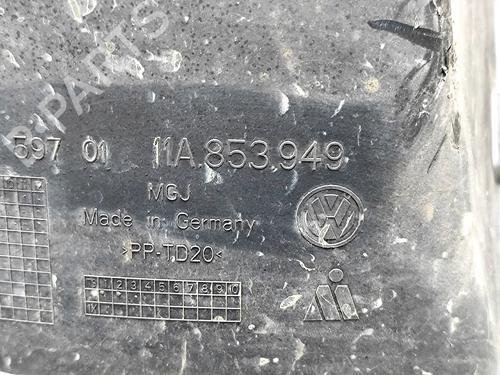 597 01 11A 853 949
MGJ
Made in Germany
>PP-TD20<
1 2 3 4 5 6 7 8 9 10